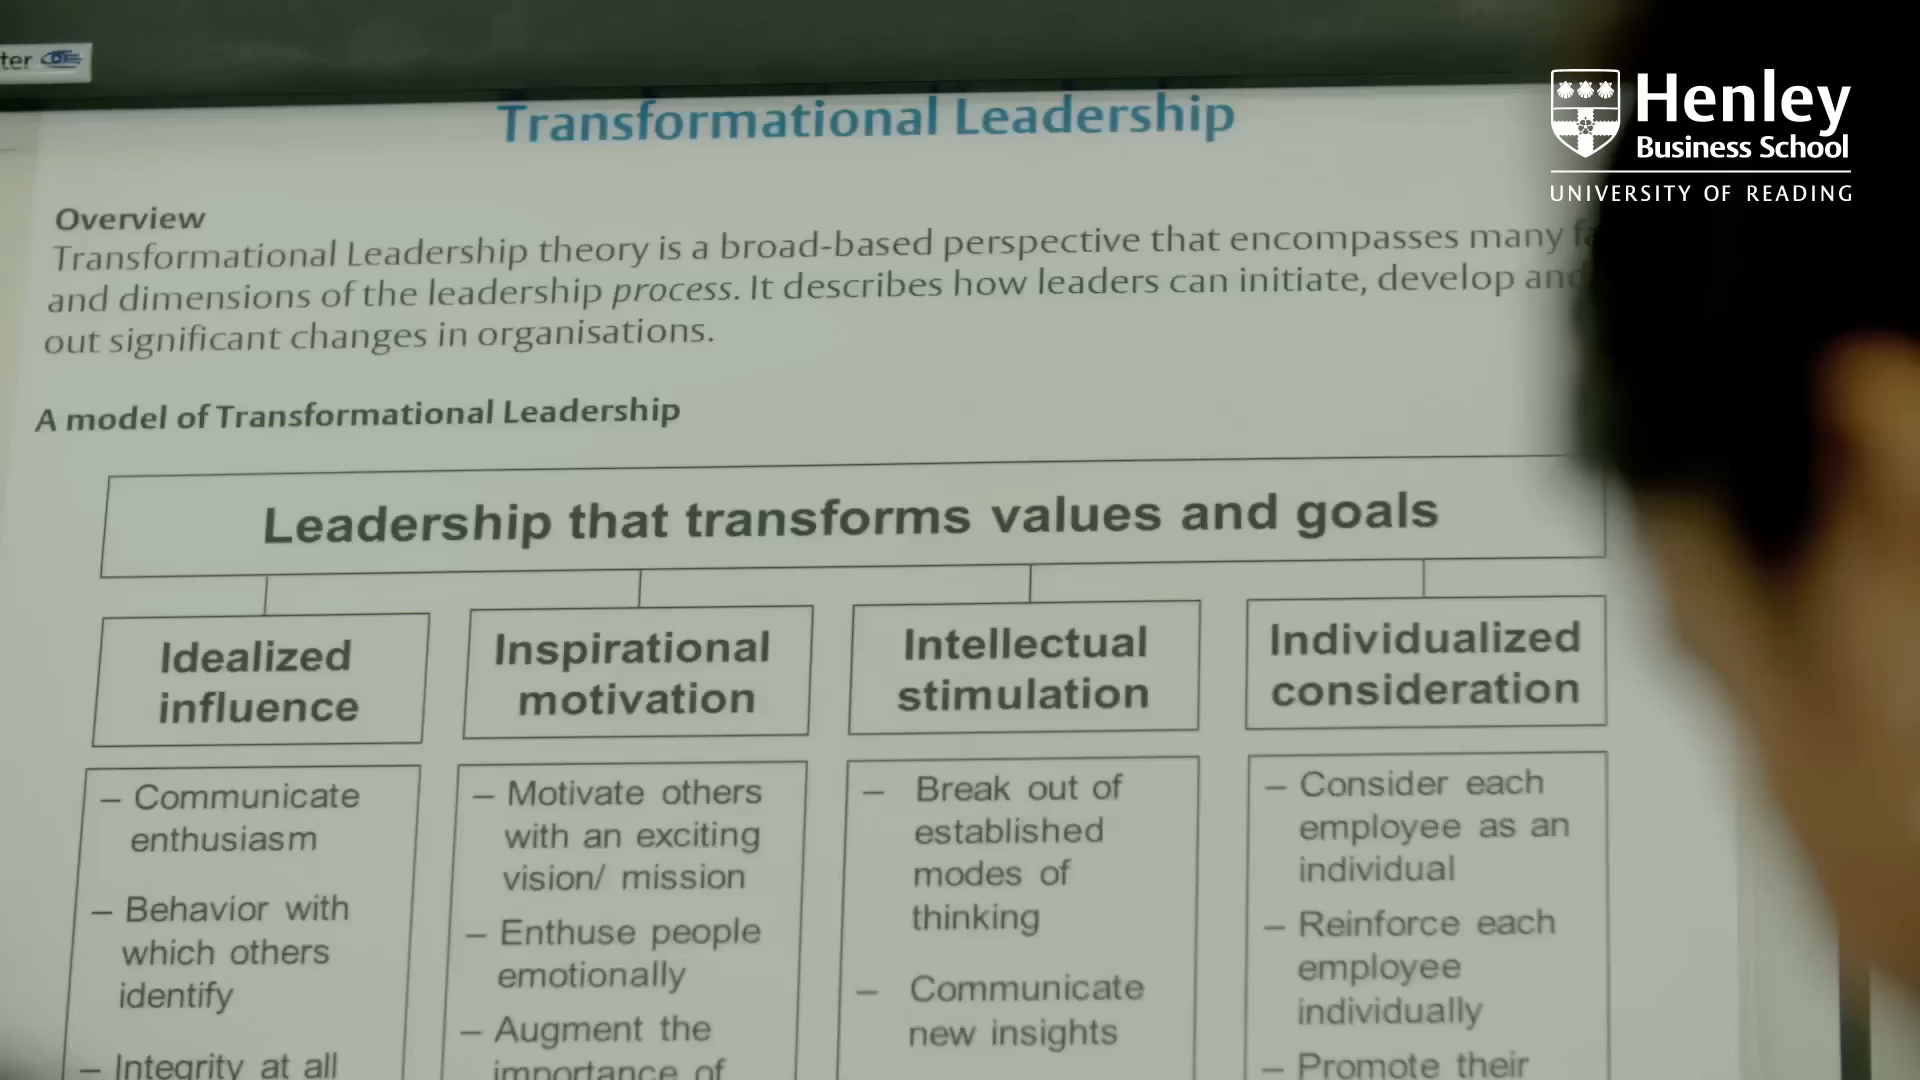 ter
Henley
Business School
UNIVERSITY OF READING
Transformational Leadership
Overview
Transformational Leadership theory is a broad-based perspective that encompasses many
and dimensions of the leadership process. It describes how leaders can initiate, develop and
out significant changes in organisations.
A model of Transformational Leadership
Leadership that transforms values and goals
Idealized
influence
– Communicate
enthusiasm
– Behavior with
which others
identify
– Integrity at all
Inspirational
motivation
– Motivate others
with an exciting
vision/ mission
– Enthuse people
emotionally
– Augment the
importance of
Intellectual
stimulation
– Break out of
established
modes of
thinking
– Communicate
new insights
Individualized
consideration
– Consider each
employee as an
individual
– Reinforce each
employee
individually
– Promote their